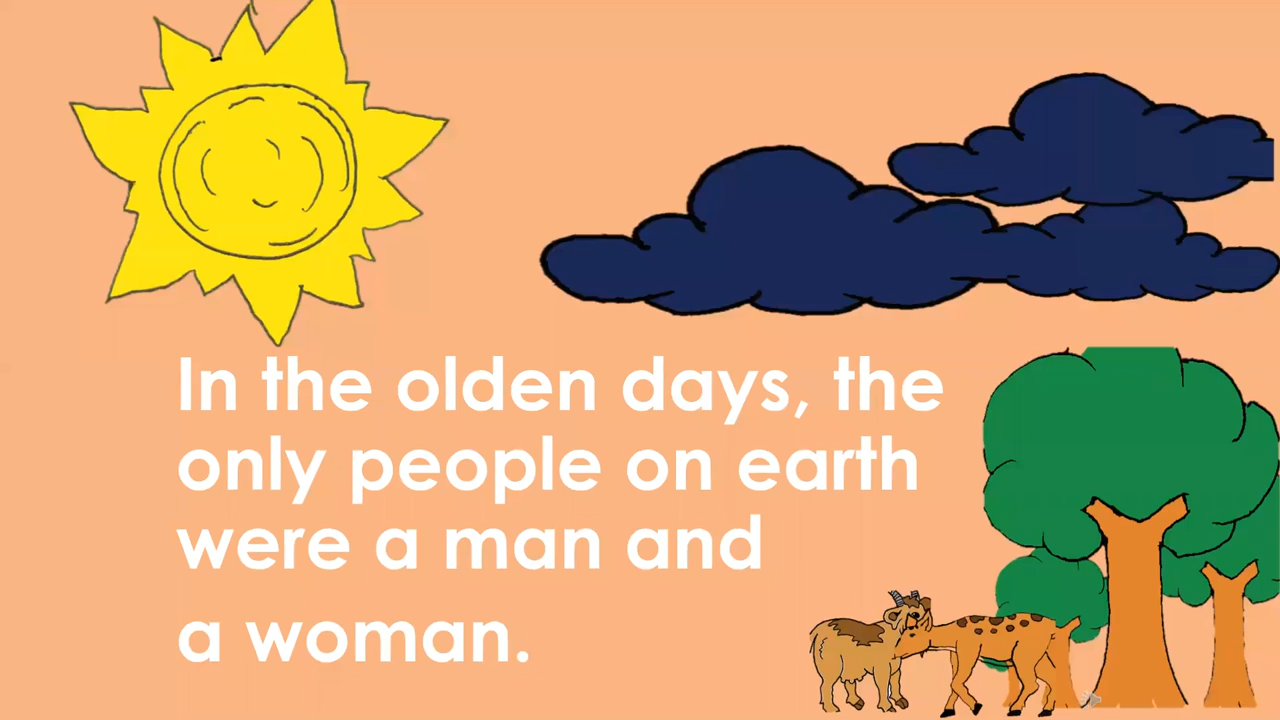 In the olden days, the
only people on earth
were a man and
a woman.